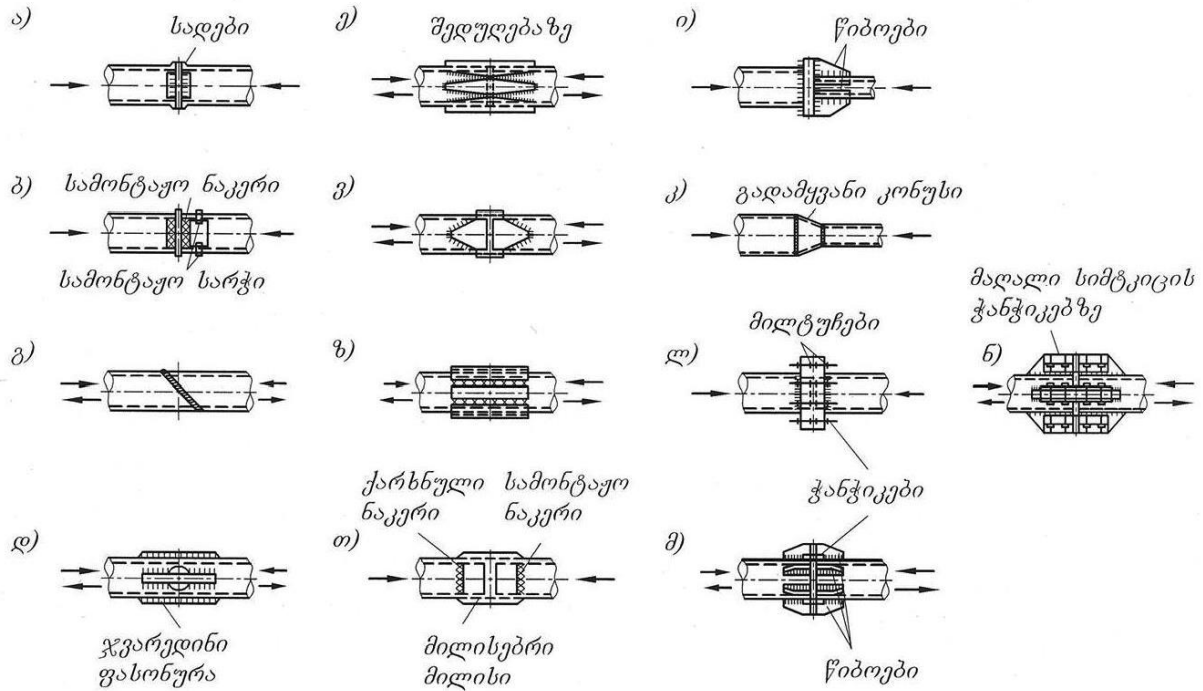 ა)
სადები
ე)
შედუღებაზე
ი)
წიბოები
ბ)
სამონტაჟო ნაკერი
სამონტაჟო სარჭი
ვ)
კ)
გადამყვანი კონუსი
გ)
ზ)
ლ)
მილტუჩები
ჭანჭიკები
ნ)
მაღალი სიმტკიცის
ჭანჭიკებზე
დ)
ჯვარედინი
ფასონურა
თ)
ქარხნული
ნაკერი
სამონტაჟო
ნაკერი
მილისებრი
მილისი
მ)
წიბოები